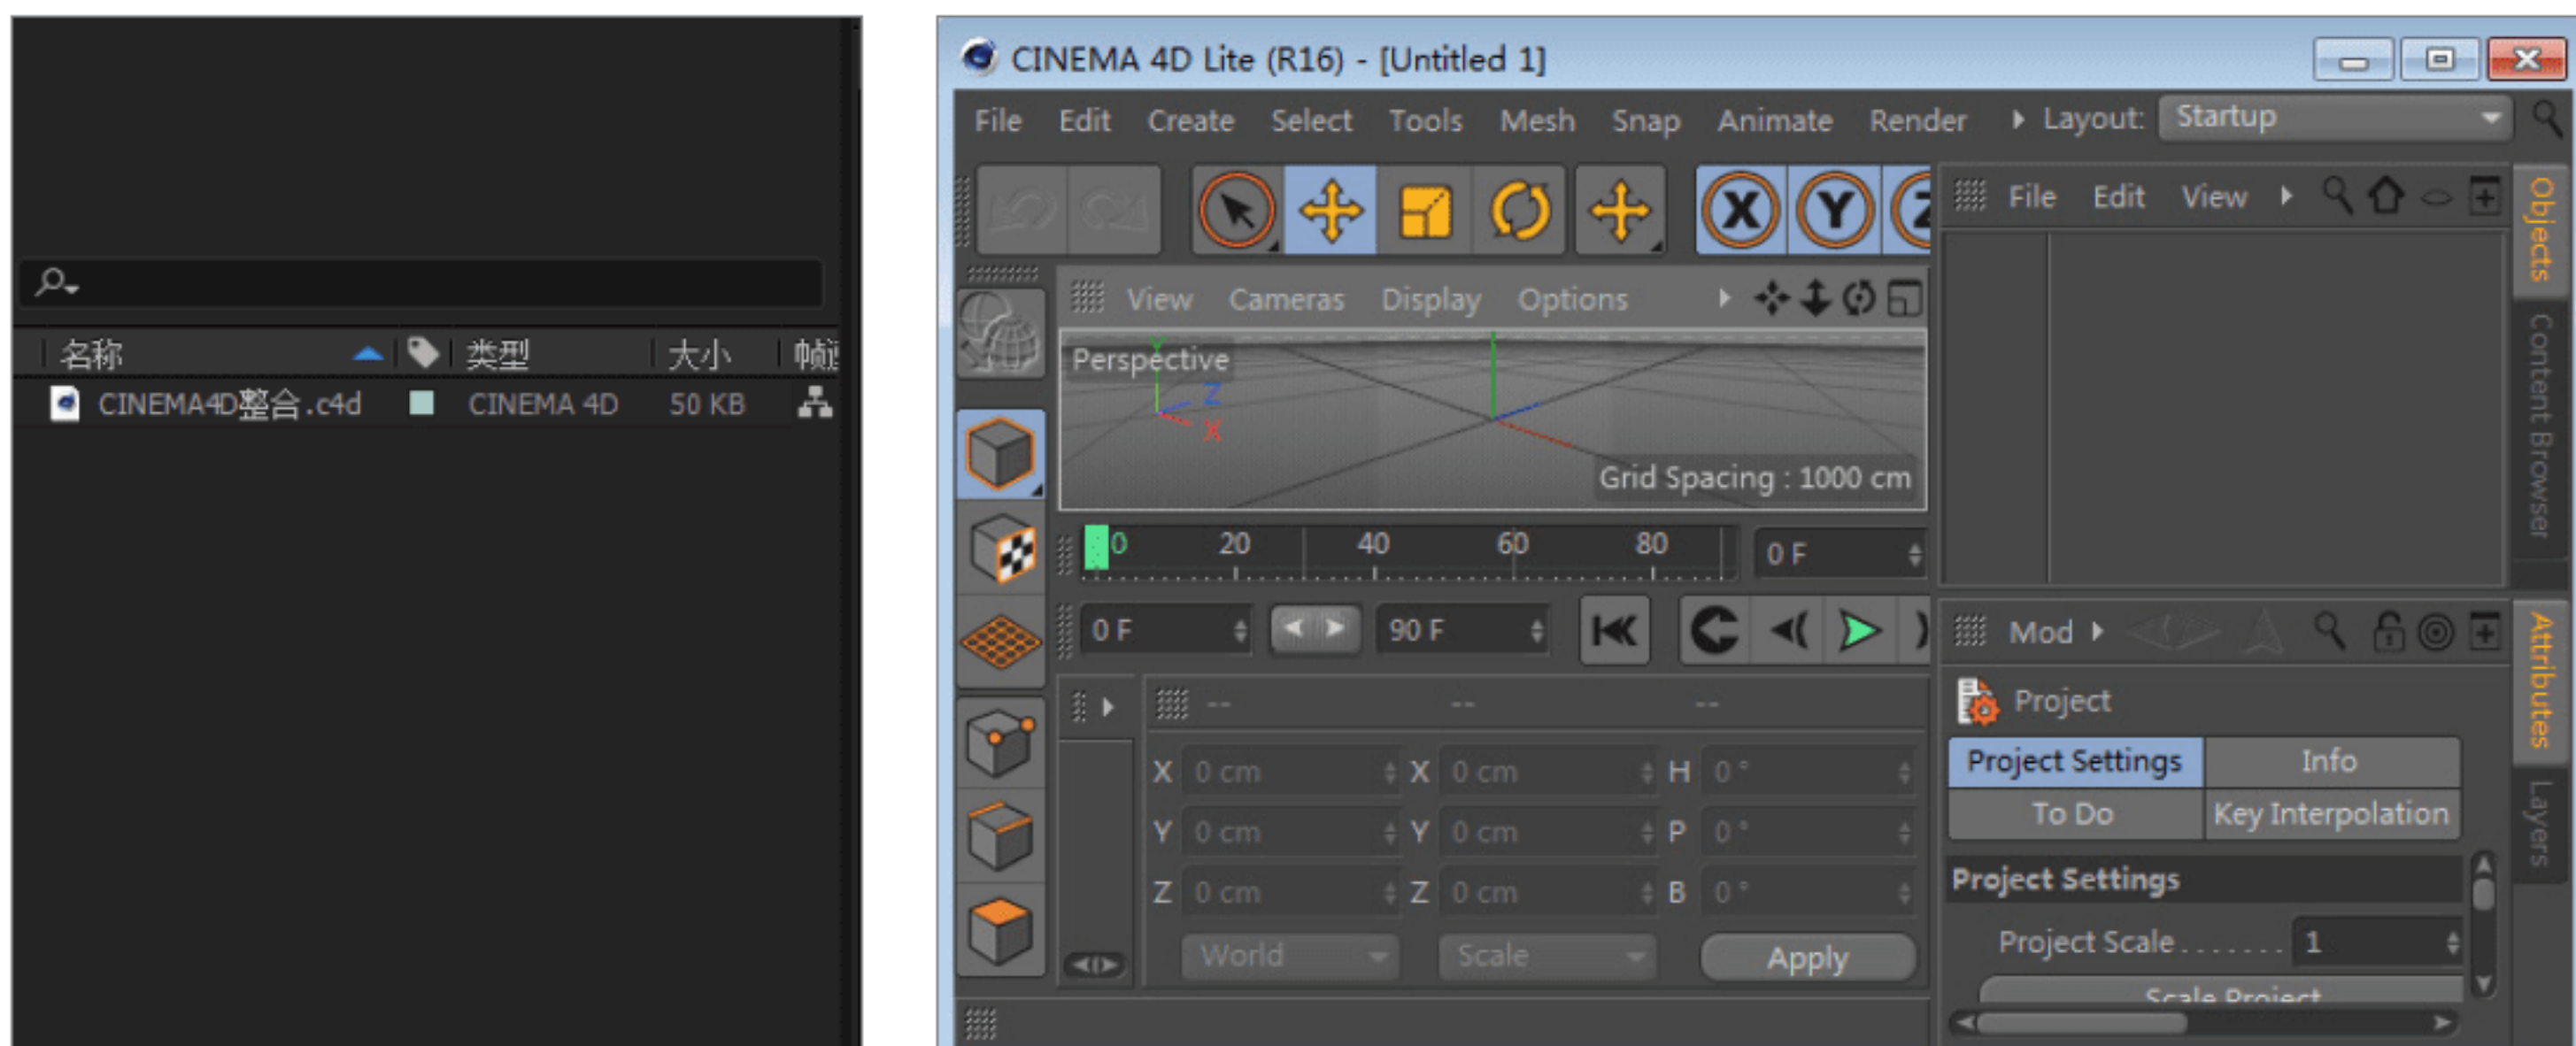 名称 类型 大小
CINEMA4D整合.c4d CINEMA 4D 50 KB
CINEMA 4D Lite (R16) - [Untitled 1]
File Edit Create Select Tools Mesh Snap Animate Render Layout: Startup
X Y Z
File Edit View
Objects
Content Browser
View Cameras Display Options
Perspective
Y
Z
X
Grid Spacing : 1000 cm
0 20 40 60 80 0 F
0 F 90 F
Mod
Attributes
Layers
Project
Project Settings Info
To Do Key Interpolation
Project Settings
Project Scale ....... 1
Scale Project
-- -- --
X 0 cm X 0 cm H 0 °
Y 0 cm Y 0 cm P 0 °
Z 0 cm Z 0 cm B 0 °
World Scale Apply